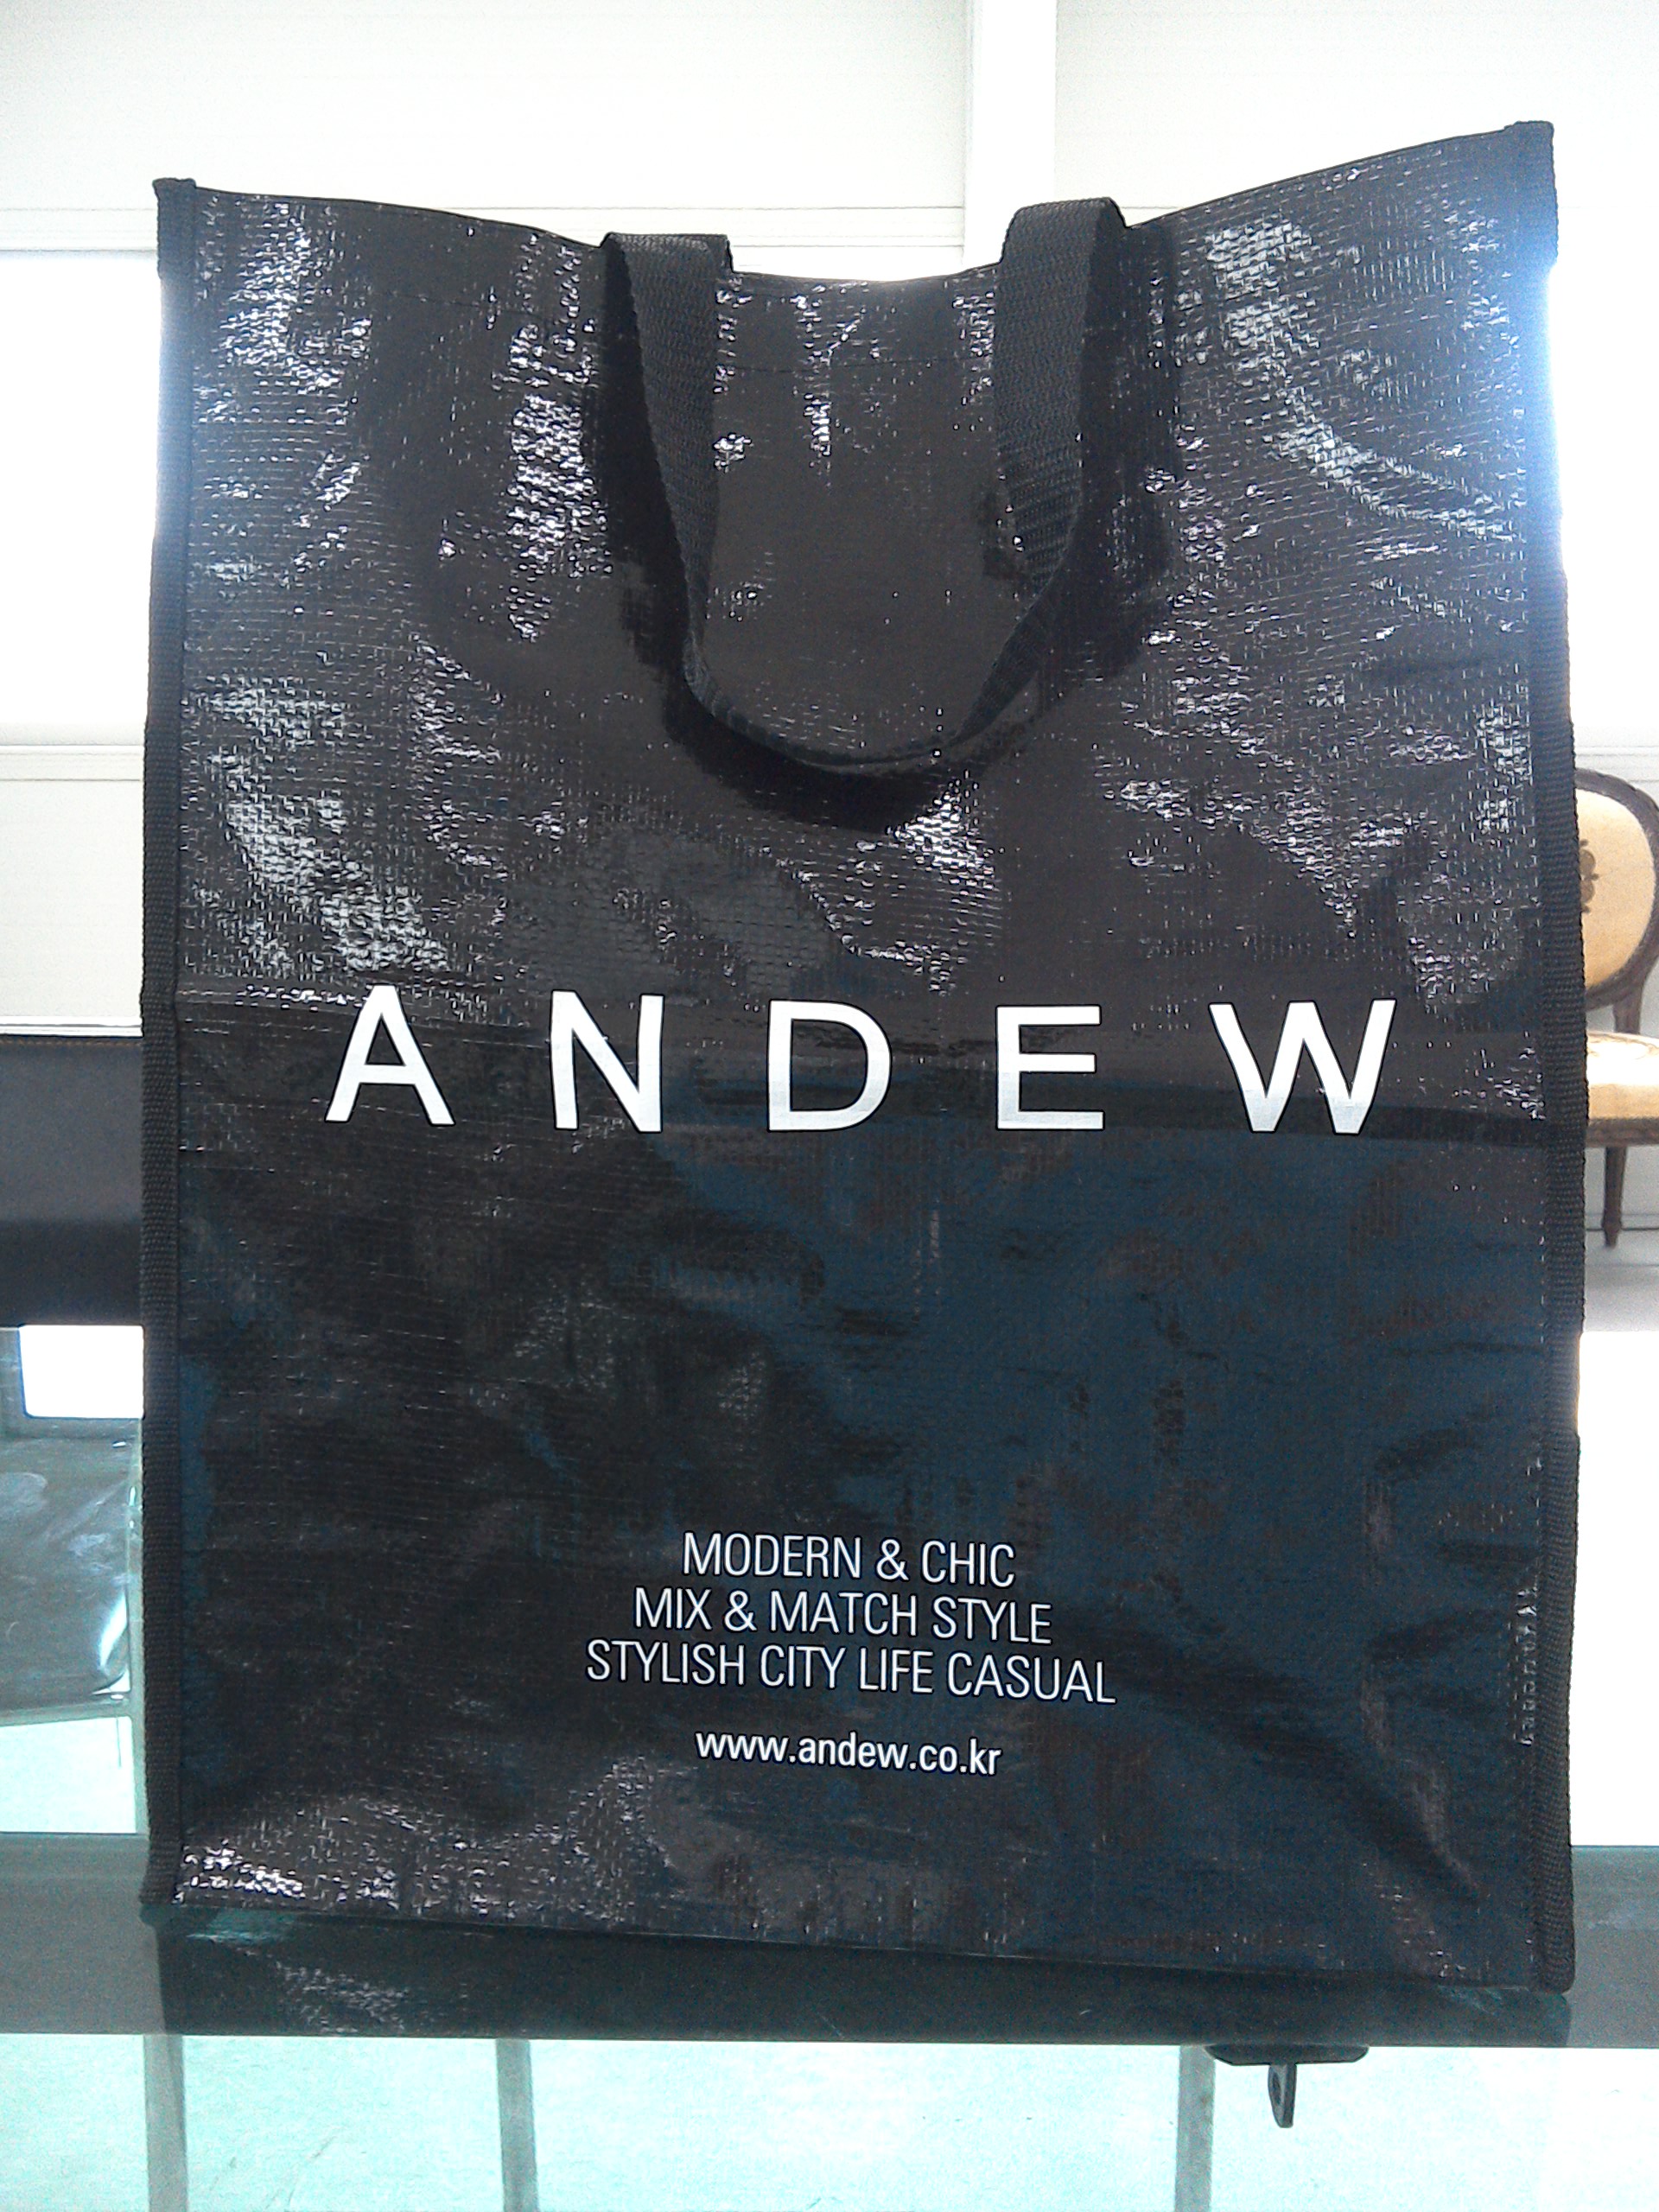 ANDEW
MODERN & CHIC
MIX & MATCH STYLE
STYLISH CITY LIFE CASUAL
www.andew.co.kr